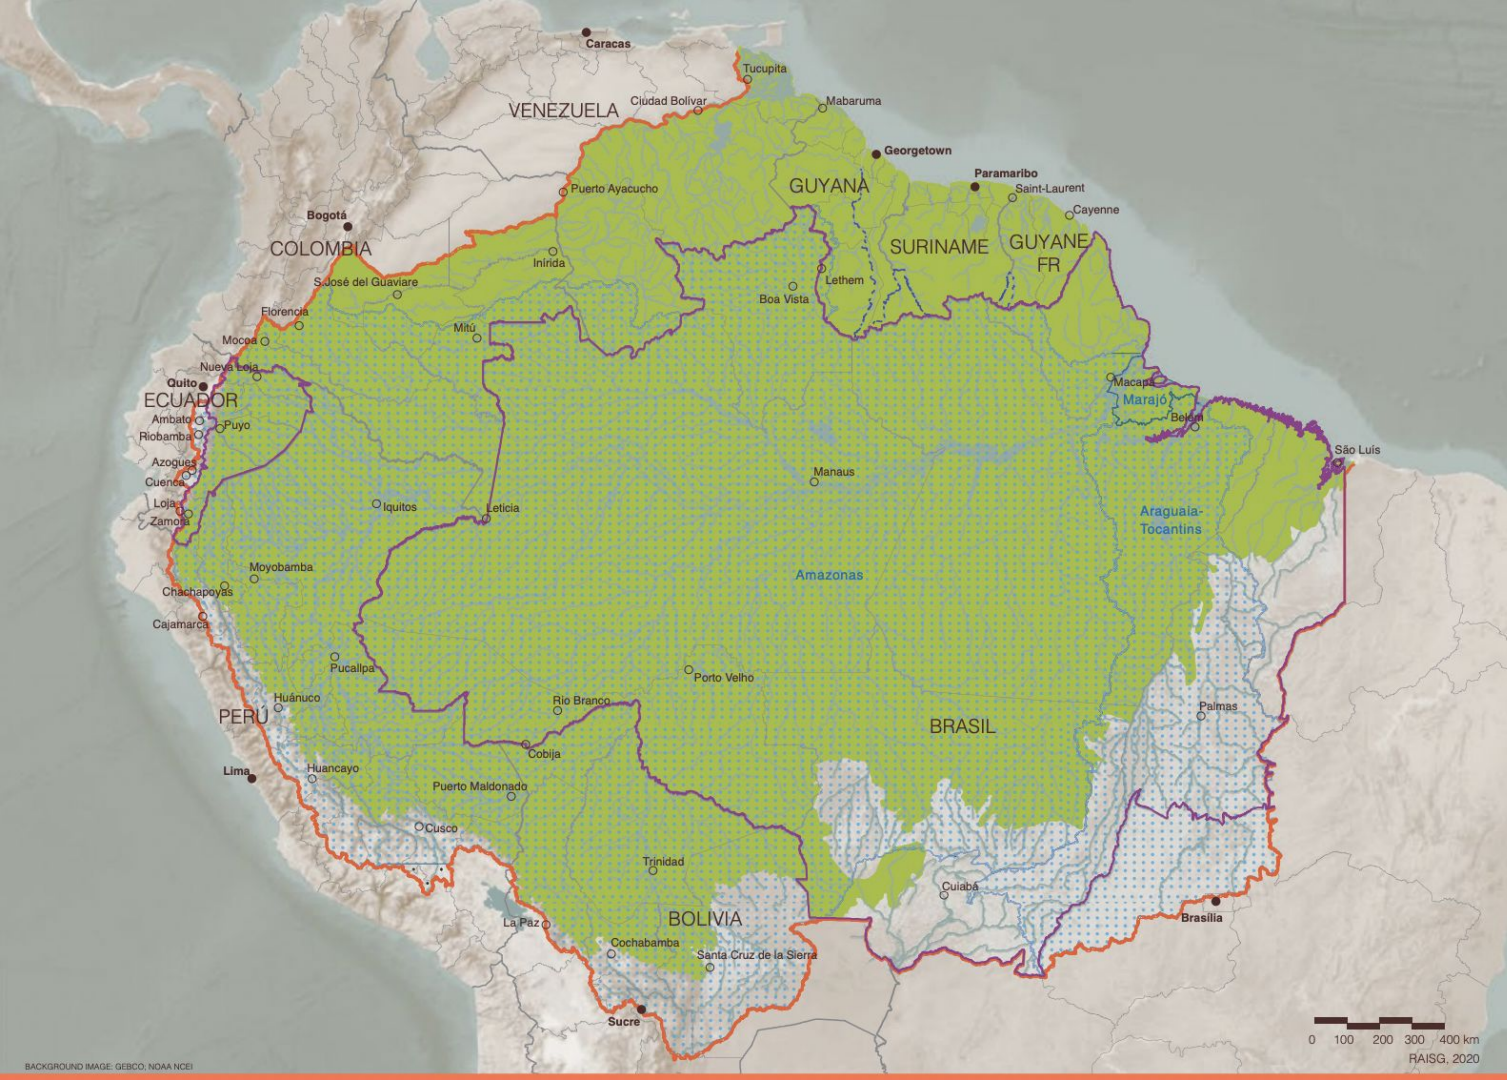 Caracas
Tucupita
VENEZUELA
Ciudad Bolívar
Mabaruma
Georgetown
Puerto Ayacucho
GUYANA
Paramaribo
Saint-Laurent
Cayenne
Bogotá
COLOMBIA
SURINAME
GUYANE
FR
Inírida
S.José del Guaviare
Lethem
Boa Vista
Florencia
Mitú
Mocoa
Nueva Loja
Quito
ECUADOR
Macapá
Marajó
Ambato
Puyo
Belém
Riobamba
São Luís
Azogues
Cuenca
Manaus
Loja
Iquitos
Leticia
Zamora
Araguaia-
Tocantins
Moyobamba
Amazonas
Chachapoyas
Cajamarca
Pucallpa
Porto Velho
Huánuco
Rio Branco
PERÚ
Palmas
BRASIL
Cobija
Lima
Huancayo
Puerto Maldonado
Cusco
Trinidad
Cuiabá
BOLIVIA
La Paz
Brasília
Cochabamba
Santa Cruz de la Sierra
Sucre
0 100 200 300 400 km
RAISG, 2020
BACKGROUND IMAGE: GEBCO, NOAA NCEI